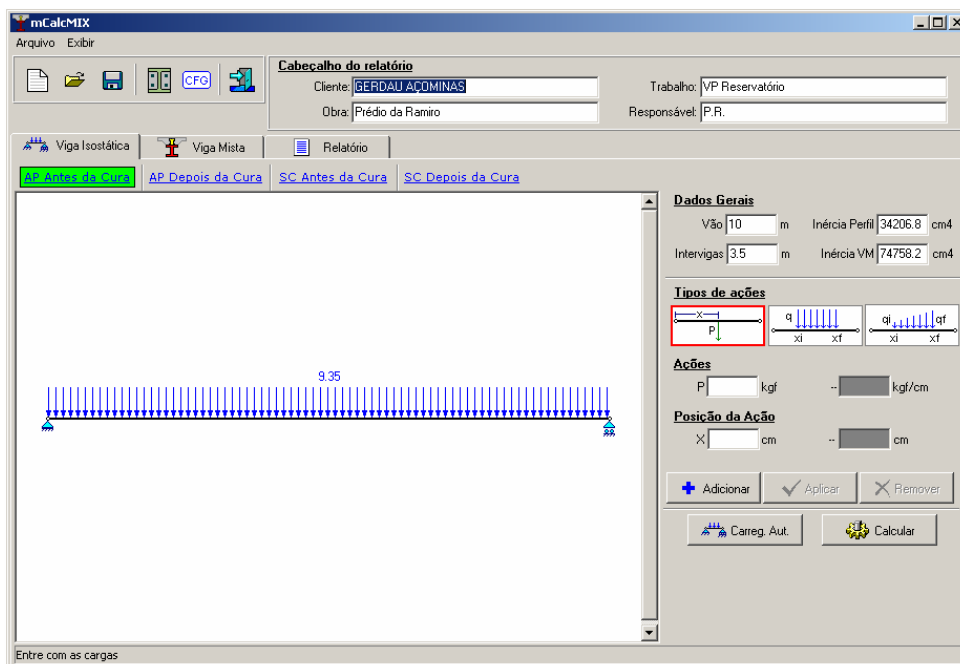 mCalcMIX
Arquivo Exibir
CFG
Cabeçalho do relatório
Cliente: GERDAU AÇOMINAS Trabalho: VP Reservatório
Obra: Prédio da Ramiro Responsável: P.R.
Viga Isostática Viga Mista Relatório
AP Antes da Cura AP Depois da Cura SC Antes da Cura SC Depois da Cura
Dados Gerais
Vão 10 m Inércia Perfil 34206.8 cm4
Intervigas 3.5 m Inércia VM 74758.2 cm4
Tipos de ações
x P q xi xf qi qf xi xf
9.35
Ações
P kgf -- kgf/cm
Posição da Ação
X cm -- cm
Adicionar Aplicar Remover
Carreg. Aut. Calcular
Entre com as cargas